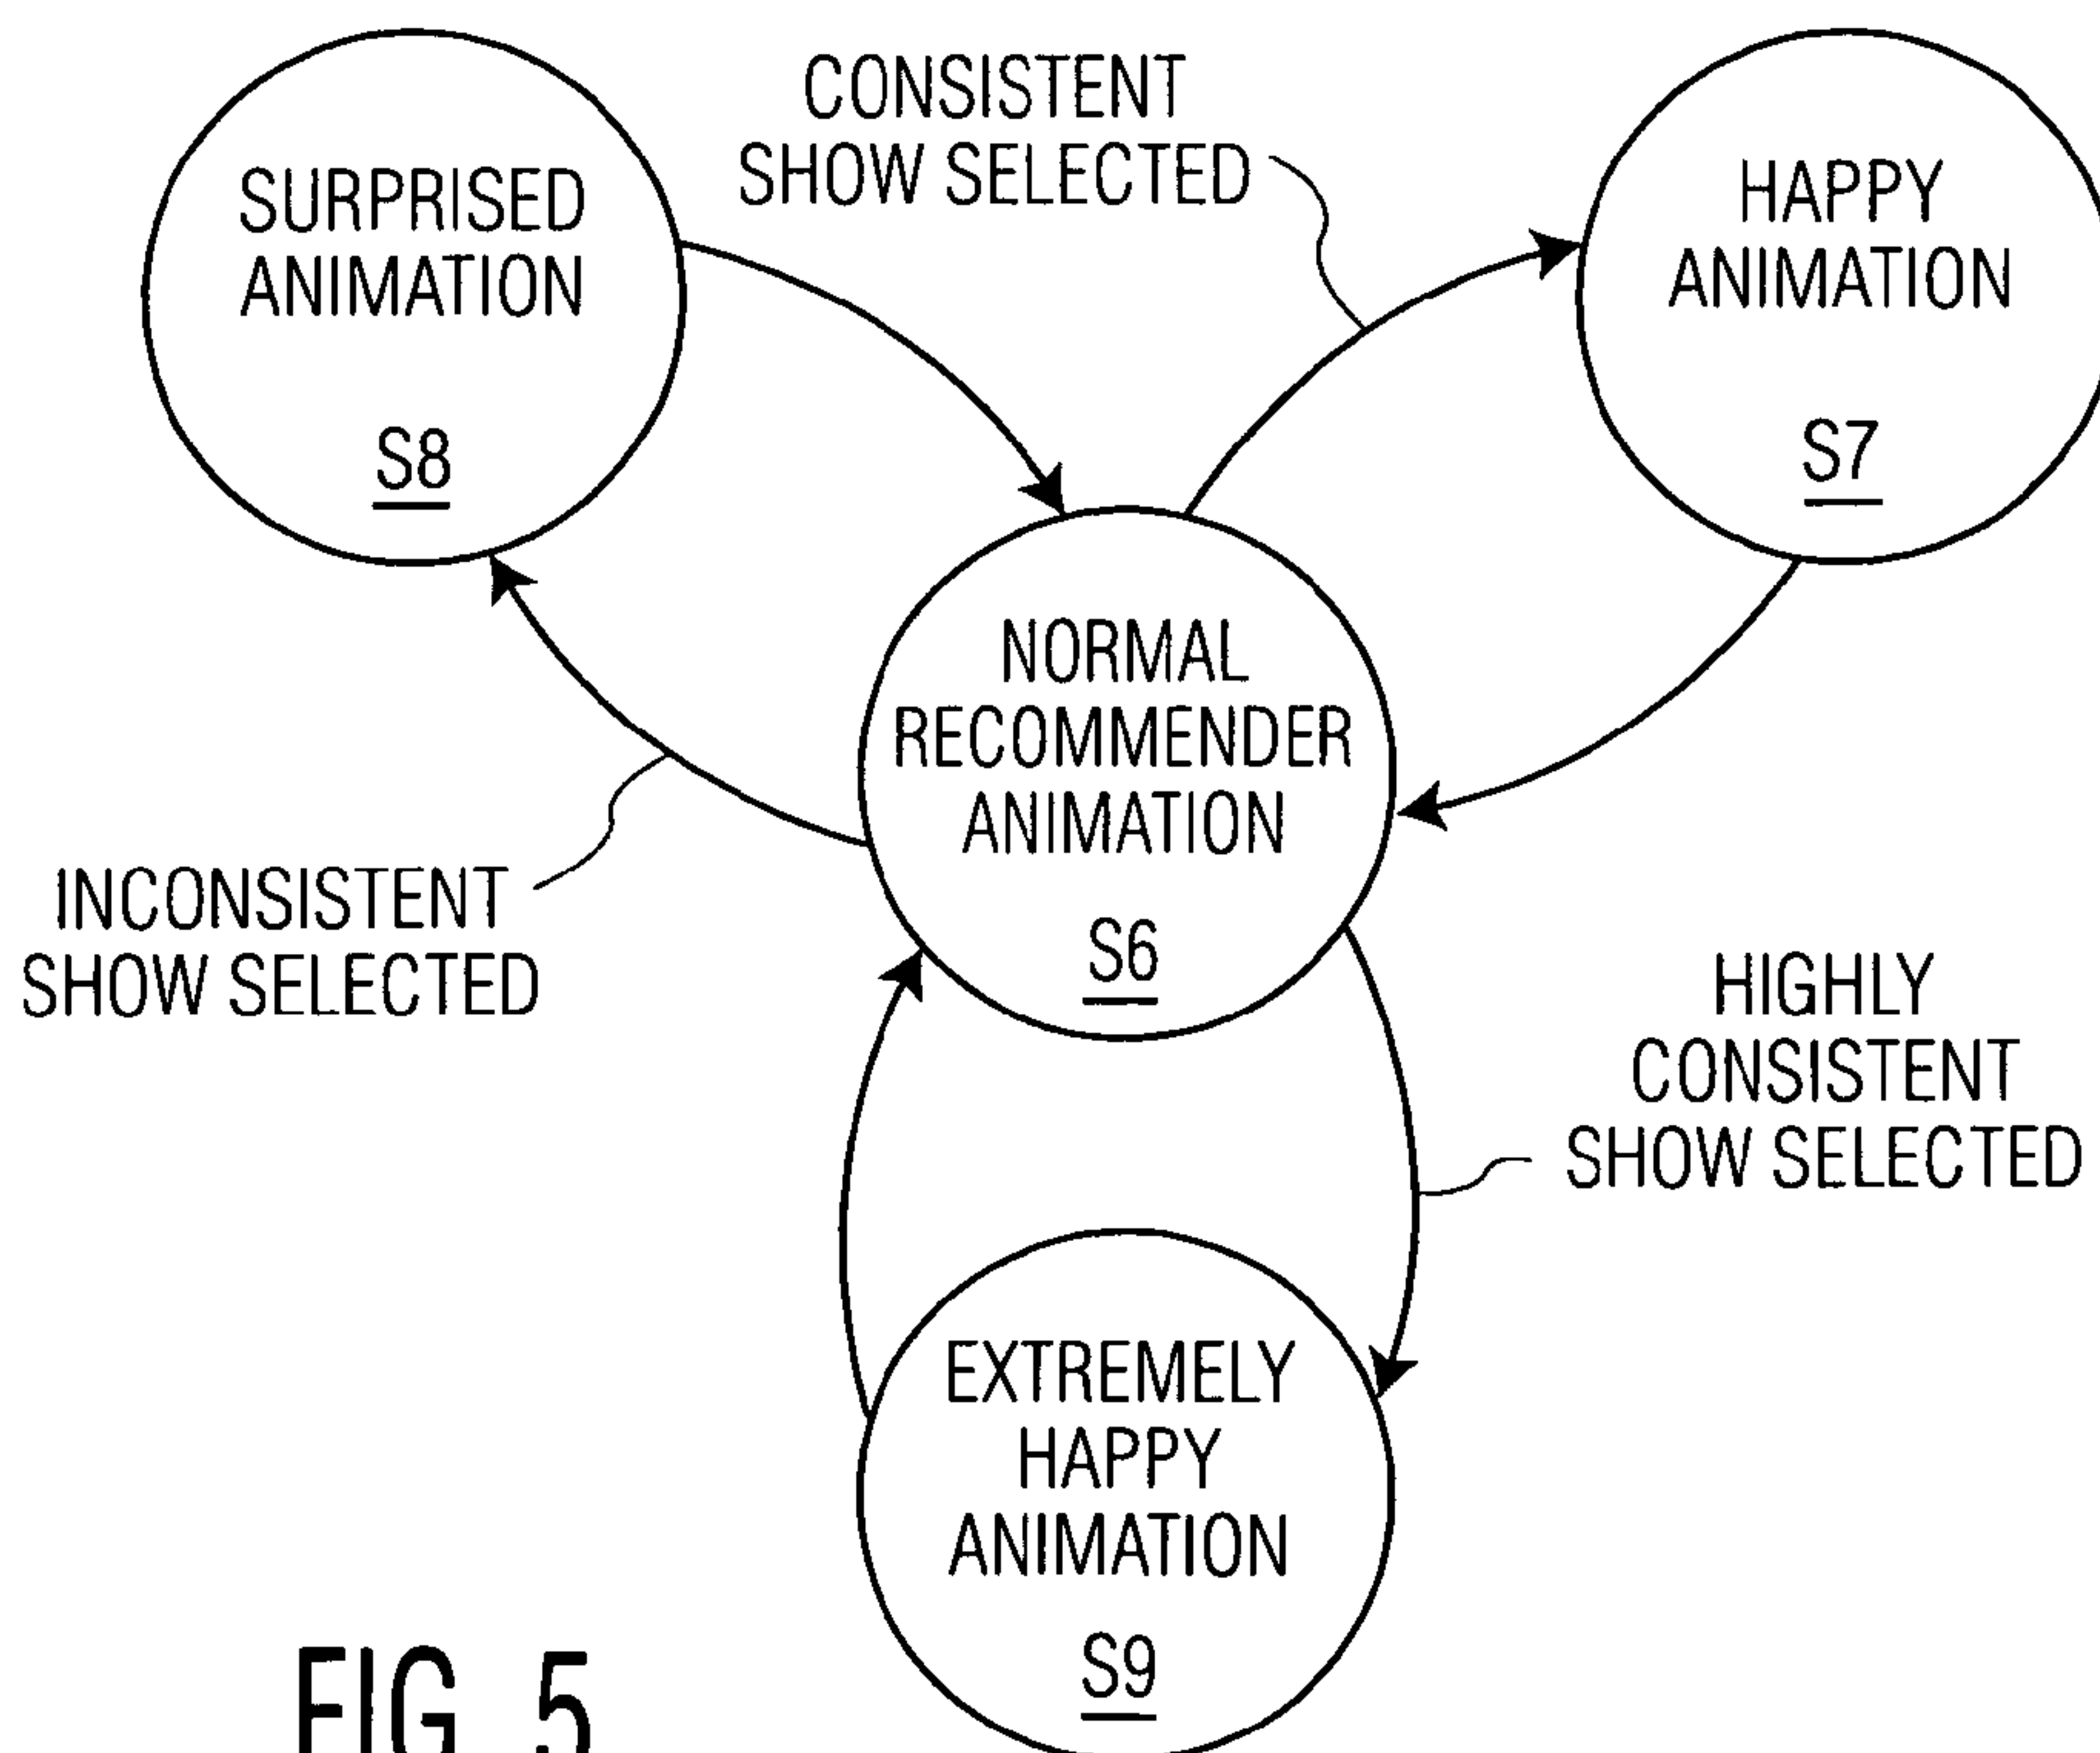 CONSISTENT
SHOW SELECTED
SURPRISED
ANIMATION
S8
HAPPY
ANIMATION
S7
NORMAL
RECOMMENDER
ANIMATION
S6
INCONSISTENT
SHOW SELECTED
HIGHLY
CONSISTENT
SHOW SELECTED
EXTREMELY
HAPPY
ANIMATION
S9
FIG. 5